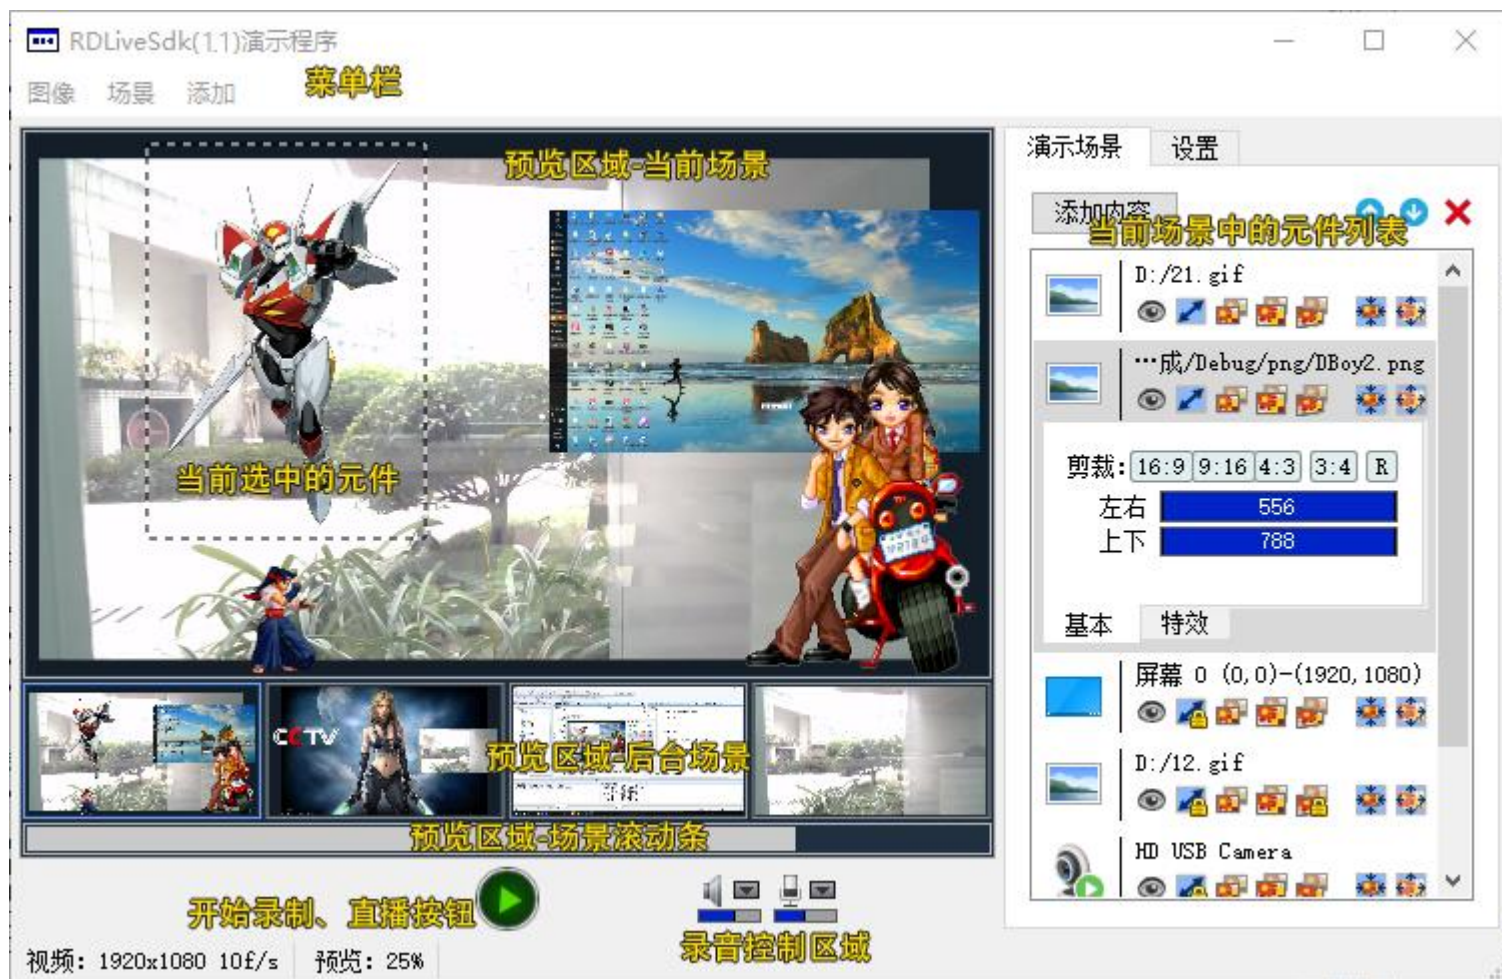 RDLiveSdk(1.1)演示程序
图像 场景 添加
菜单栏
预览区域-当前场景
当前选中的元件
CCTV
预览区域-后台场景
预览区域-场景滚动条
开始录制、直播按钮
录音控制区域
视频: 1920x1080 10f/s 预览: 25%
演示场景 设置
添加内容
当前场景中的元件列表
D:/21.gif
…成/Debug/png/DBoy2.png
剪裁: 16:9 9:16 4:3 3:4 R
左右 556
上下 788
基本 特效
屏幕 0 (0,0)-(1920,1080)
D:/12.gif
HD USB Camera